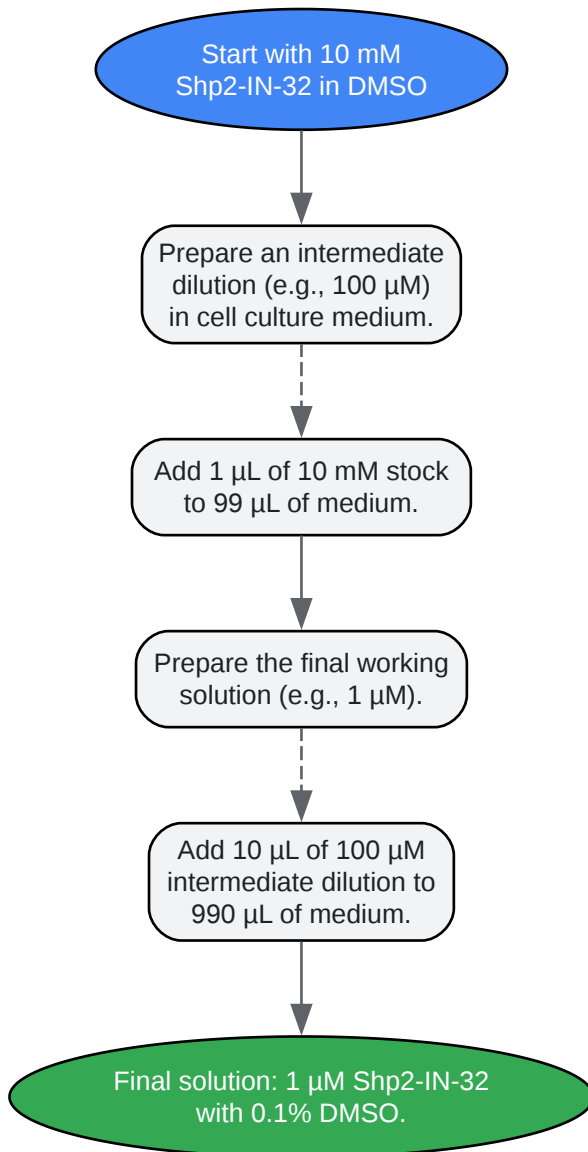 Start with 10 mM
Shp2-IN-32 in DMSO
Prepare an intermediate
dilution (e.g., 100 µM)
in cell culture medium.
Add 1 µL of 10 mM stock
to 99 µL of medium.
Prepare the final working
solution (e.g., 1 µM).
Add 10 µL of 100 µM
intermediate dilution to
990 µL of medium.
Final solution: 1 µM Shp2-IN-32
with 0.1% DMSO.